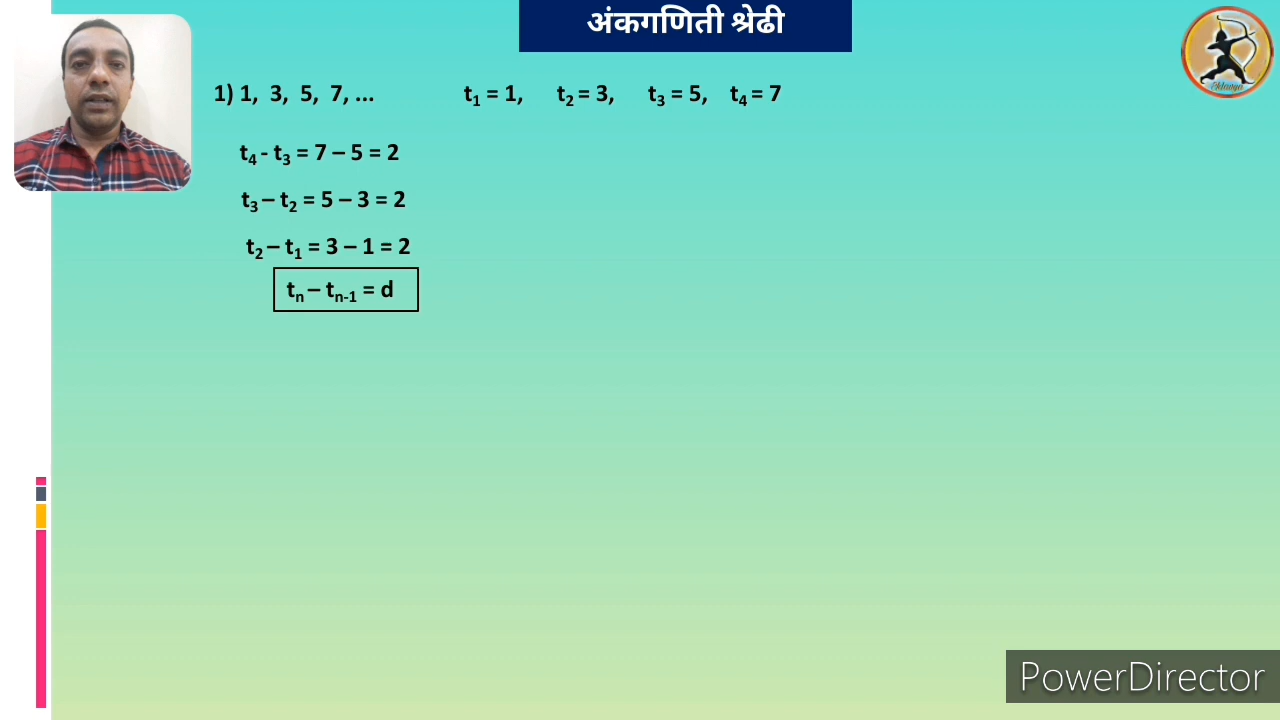 अंकगणिती श्रेढी
1) 1, 3, 5, 7, ... t₁ = 1, t₂ = 3, t₃ = 5, t₄ = 7
t₄ - t₃ = 7 – 5 = 2
t₃ – t₂ = 5 – 3 = 2
t₂ – t₁ = 3 – 1 = 2
tₙ – tₙ₋₁ = d
Eklavya
PowerDirector